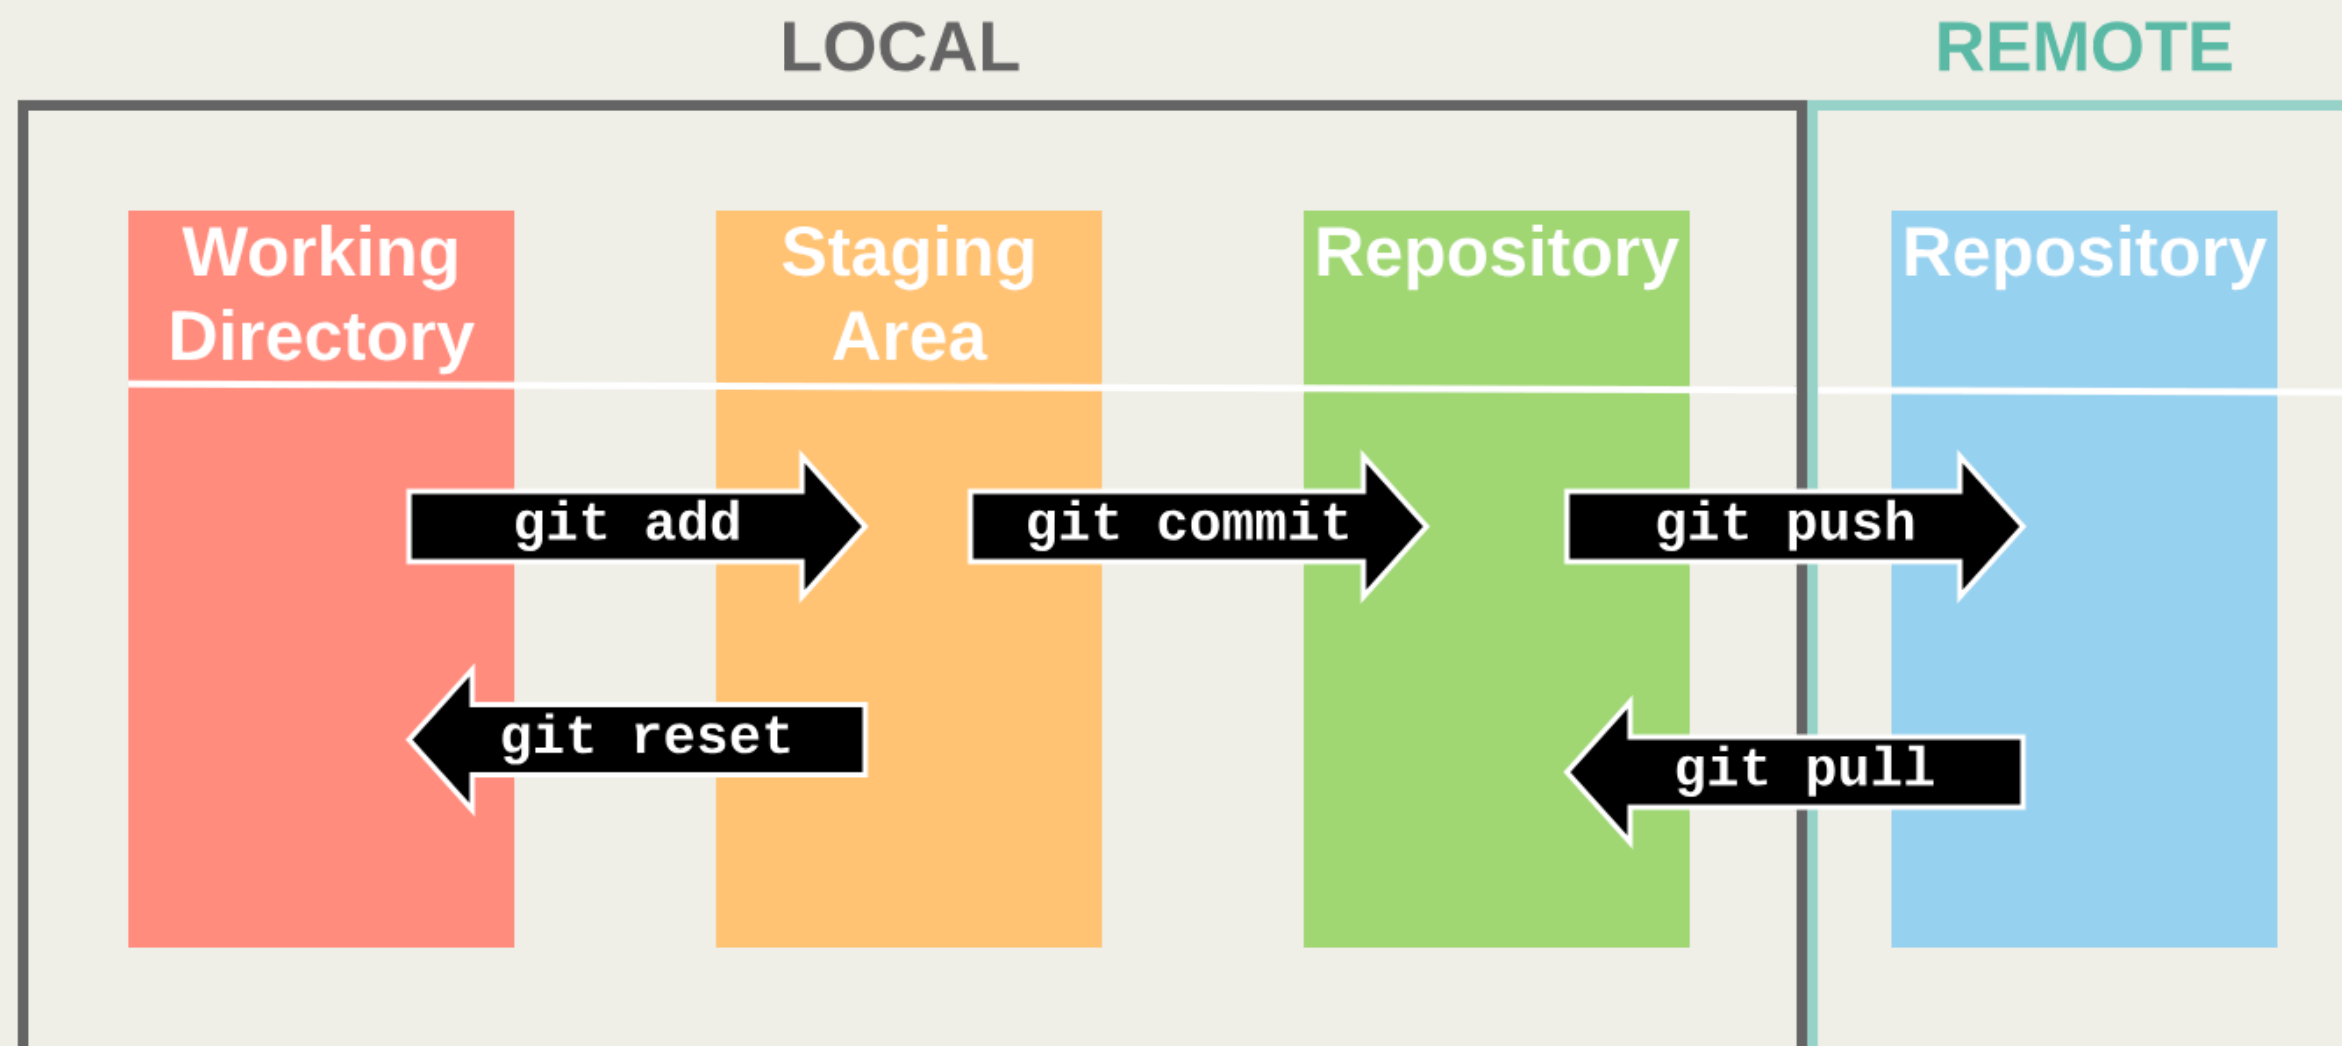 LOCAL
REMOTE
Working
Directory
Staging
Area
Repository
Repository
git add
git commit
git push
git reset
git pull